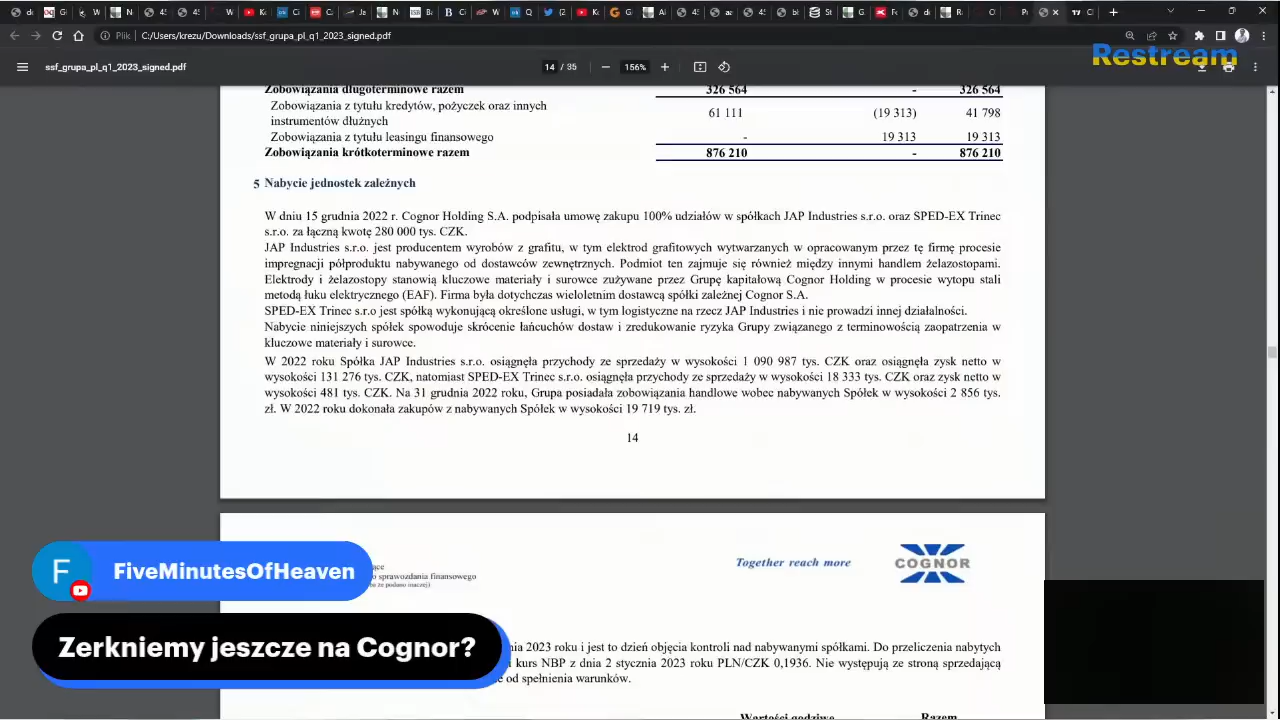 Plik
C:/Users/krezu/Downloads/ssf_grupa_pl_q1_2023_signed.pdf
Restream
ssf_grupa_pl_q1_2023_signed.pdf
14 / 35
156%
Zobowiązania długoterminowe razem 326 564 - 326 564
Zobowiązania z tytułu kredytów, pożyczek oraz innych
instrumentów dłużnych 61 111 (19 313) 41 798
Zobowiązania z tytułu leasingu finansowego - 19 313 19 313
Zobowiązania krótkoterminowe razem 876 210 - 876 210
5 Nabycie jednostek zależnych
W dniu 15 grudnia 2022 r. Cognor Holding S.A. podpisała umowę zakupu 100% udziałów w spółkach JAP Industries s.r.o. oraz SPED-EX Trinec
s.r.o. za łączną kwotę 280 000 tys. CZK.
JAP Industries s.r.o. jest producentem wyrobów z grafitu, w tym elektrod grafitowych wytwarzanych w opracowanym przez tę firmę procesie
impregnacji półproduktu nabywanego od dostawców zewnętrznych. Podmiot ten zajmuje się również między innymi handlem żelazostopami.
Elektrody i żelazostopy stanowią kluczowe materiały i surowce zużywane przez Grupę kapitałową Cognor Holding w procesie wytopu stali
metodą łuku elektrycznego (EAF). Firma była dotychczas wieloletnim dostawcą spółki zależnej Cognor S.A.
SPED-EX Trinec s.r.o jest spółką wykonującą określone usługi, w tym logistyczne na rzecz JAP Industries i nie prowadzi innej działalności.
Nabycie niniejszych spółek spowoduje skrócenie łańcuchów dostaw i zredukowanie ryzyka Grupy związanego z terminowością zaopatrzenia w
kluczowe materiały i surowce.
W 2022 roku Spółka JAP Industries s.r.o. osiągnęła przychody ze sprzedaży w wysokości 1 090 987 tys. CZK oraz osiągnęła zysk netto w
wysokości 131 276 tys. CZK, natomiast SPED-EX Trinec s.r.o. osiągnęła przychody ze sprzedaży w wysokości 18 333 tys. CZK oraz zysk netto w
wysokości 481 tys. CZK. Na 31 grudnia 2022 roku, Grupa posiadała zobowiązania handlowe wobec nabywanych Spółek w wysokości 2 856 tys.
zł. W 2022 roku dokonała zakupów z nabywanych Spółek w wysokości 19 719 tys. zł.
14
Together reach more
COGNOR
o sprawozdania finansowego
FiveMinutesOfHeaven
Zerkniemy jeszcze na Cognor?
2023 roku i jest to dzień objęcia kontroli nad nabywanymi spółkami. Do przeliczenia nabytych
kurs NBP z dnia 2 stycznia 2023 roku PLN/CZK 0,1936. Nie występują ze stroną sprzedającą
od spełnienia warunków.
Wartości godziwe Razem